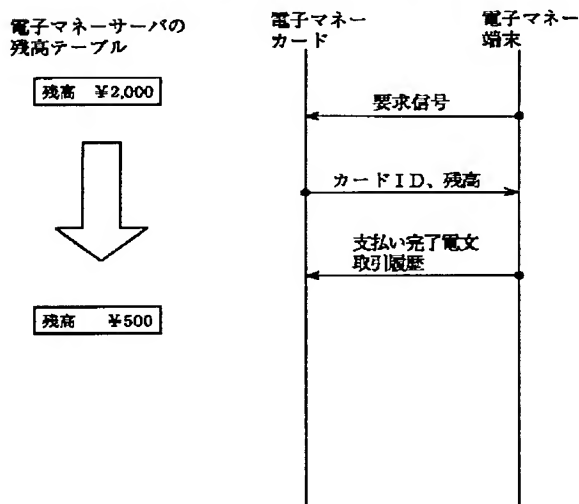 電子マネーサーバの
残高テーブル
残高 ¥2,000
残高 ¥500
電子マネー
カード
電子マネー
端末
要求信号
カードID、残高
支払い完了電文
取引履歴